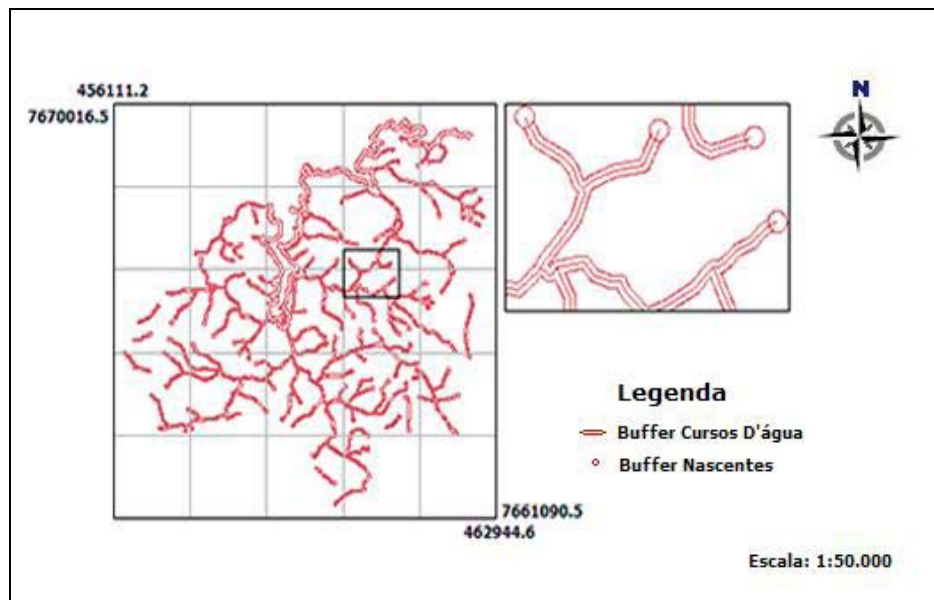 456111.2
7670016.5
N
Legenda
Buffer Cursos D'água
Buffer Nascentes
7661090.5
462944.6
Escala: 1:50.000